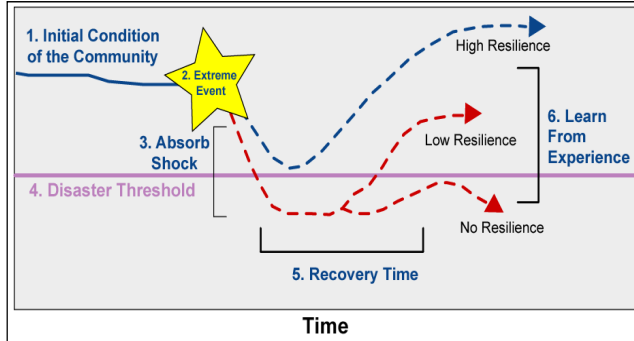 1. Initial Condition
of the Community
2. Extreme
Event
High Resilience
3. Absorb
Shock
Low Resilience
6. Learn
From
Experience
4. Disaster Threshold
No Resilience
5. Recovery Time
Time